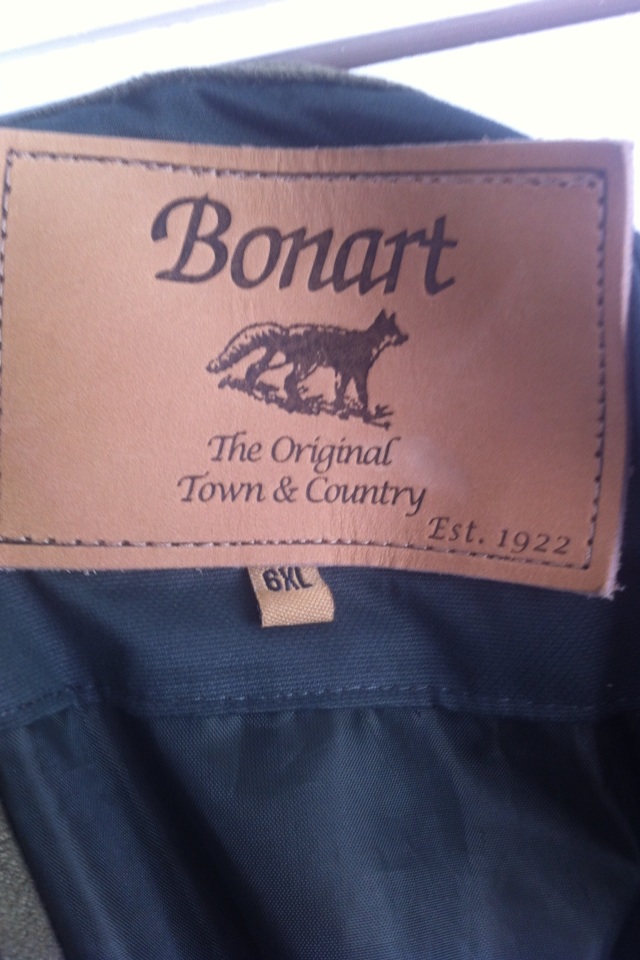 Bonart
The Original
Town & Country
Est. 1922
6XL